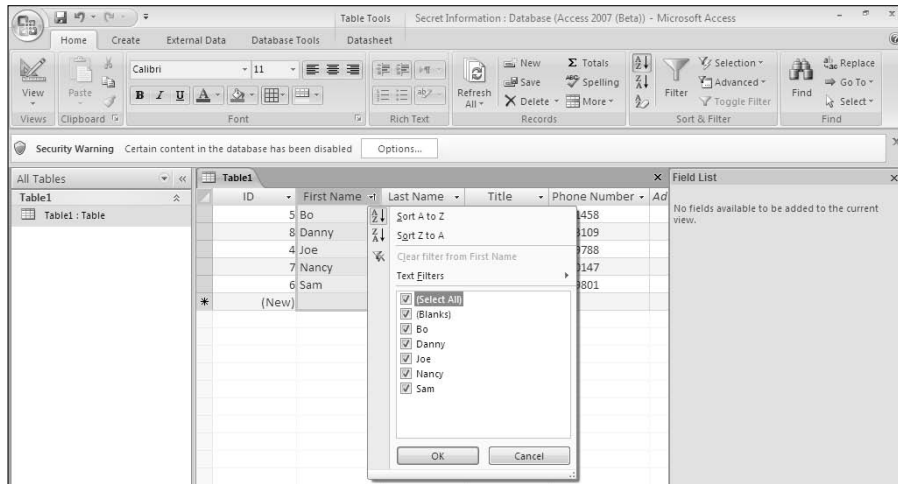 Table Tools Secret Information : Database (Access 2007 (Beta)) - Microsoft Access
Home Create External Data Database Tools Datasheet
View Paste Calibri 11 B I U A Refresh All New Save Delete Σ Totals Spelling More Filter Selection Advanced Toggle Filter Find Replace Go To Select
Views Clipboard Font Rich Text Records Sort & Filter Find
Security Warning Certain content in the database has been disabled Options...
All Tables
Table1
Table1 : Table
Table1
ID First Name Last Name Title Phone Number Ad
5 Bo 1458
8 Danny 3109
4 Joe 9788
7 Nancy 0147
6 Sam 9801
(New)
Sort A to Z
Sort Z to A
Clear filter from First Name
Text Filters
(Select All)
(Blanks)
Bo
Danny
Joe
Nancy
Sam
OK Cancel
Field List
No fields available to be added to the current
view.